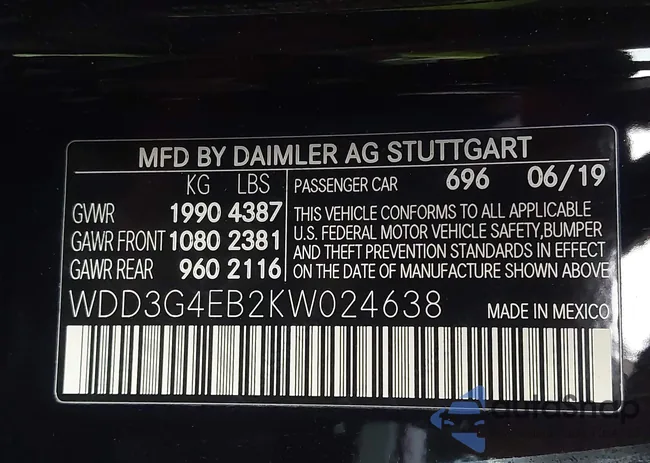 MFD BY DAIMLER AG STUTTGART
KG LBS
GVWR 1990 4387
GAWR FRONT 1080 2381
GAWR REAR 960 2116
PASSENGER CAR 696 06/19
THIS VEHICLE CONFORMS TO ALL APPLICABLE
U.S. FEDERAL MOTOR VEHICLE SAFETY,BUMPER
AND THEFT PREVENTION STANDARDS IN EFFECT
ON THE DATE OF MANUFACTURE SHOWN ABOVE
WDD3G4EB2KW024638 MADE IN MEXICO
autoShop